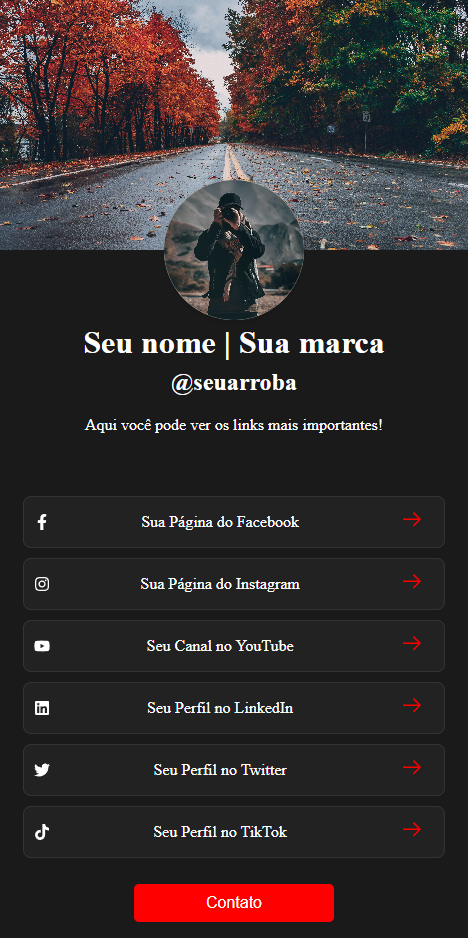 Seu nome | Sua marca
@seuarroba
Aqui você pode ver os links mais importantes!
Sua Página do Facebook
Sua Página do Instagram
Seu Canal no YouTube
Seu Perfil no LinkedIn
Seu Perfil no Twitter
Seu Perfil no TikTok
Contato